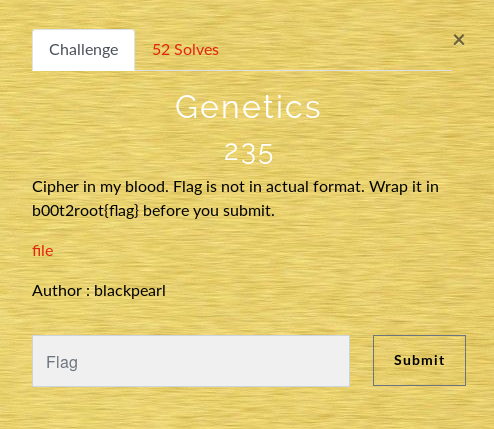 Challenge
52 Solves
×
Genetics
235
Cipher in my blood. Flag is not in actual format. Wrap it in
b00t2root{flag} before you submit.
file
Author : blackpearl
Flag
Submit